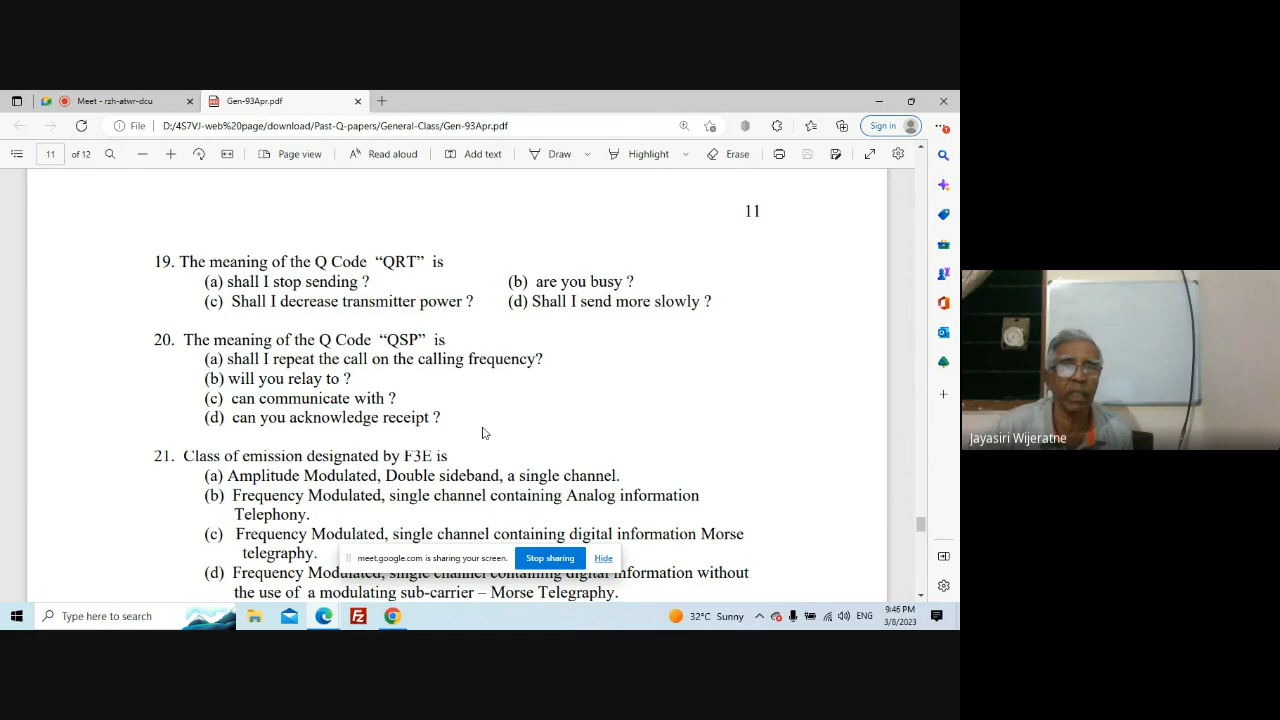 Meet - rzh-atwr-dcu
Gen-93Apr.pdf
File
D:/4S7VJ-web%20page/download/Past-Q-papers/General-Class/Gen-93Apr.pdf
Sign in
11 of 12
Page view
Read aloud
Add text
Draw
Highlight
Erase
11
19. The meaning of the Q Code “QRT” is
(a) shall I stop sending ? (b) are you busy ?
(c) Shall I decrease transmitter power ? (d) Shall I send more slowly ?
20. The meaning of the Q Code “QSP” is
(a) shall I repeat the call on the calling frequency?
(b) will you relay to ?
(c) can communicate with ?
(d) can you acknowledge receipt ?
21. Class of emission designated by F3E is
(a) Amplitude Modulated, Double sideband, a single channel.
(b) Frequency Modulated, single channel containing Analog information
Telephony.
(c) Frequency Modulated, single channel containing digital information Morse
telegraphy.
meet.google.com is sharing your screen. Stop sharing Hide
(d) Frequency Modulated, single channel containing digital information without
the use of a modulating sub-carrier – Morse Telegraphy.
Jayasiri Wijeratne
Type here to search
32°C Sunny
ENG
9:46 PM
3/8/2023